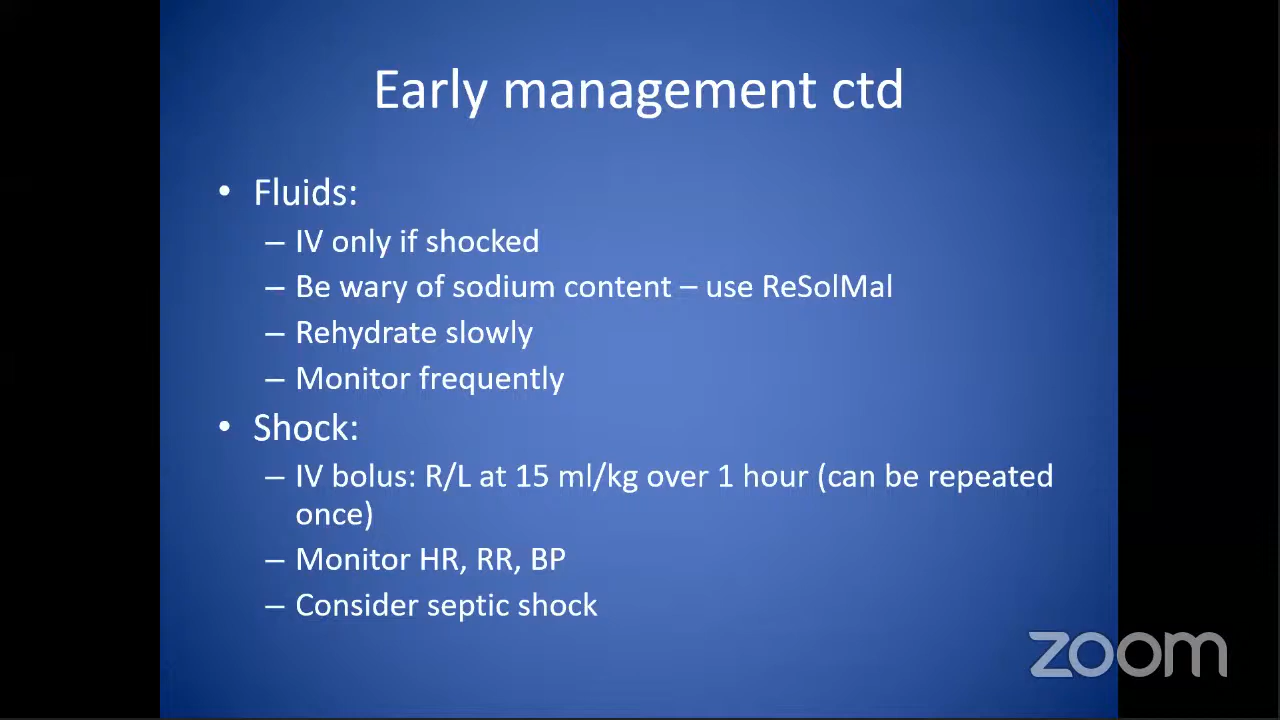 Early management ctd
• Fluids:
– IV only if shocked
– Be wary of sodium content – use ReSolMal
– Rehydrate slowly
– Monitor frequently
• Shock:
– IV bolus: R/L at 15 ml/kg over 1 hour (can be repeated
once)
– Monitor HR, RR, BP
– Consider septic shock
zoom